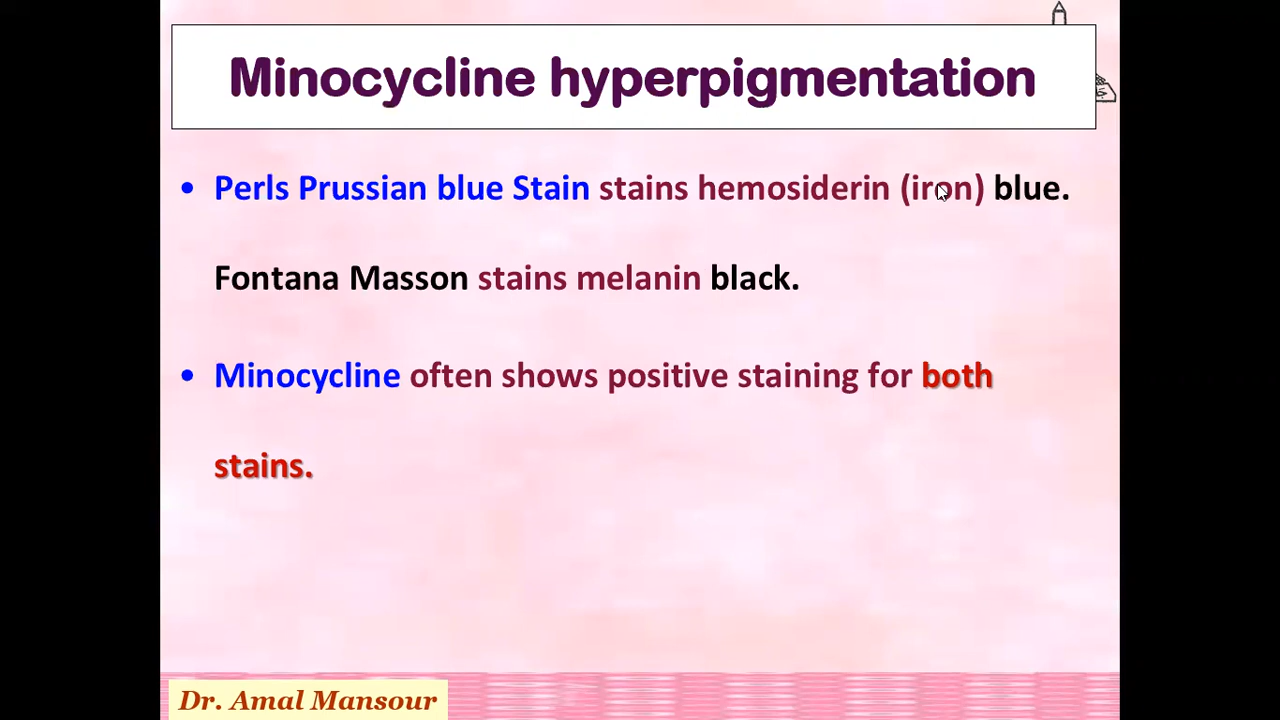 Minocycline hyperpigmentation
• Perls Prussian blue Stain stains hemosiderin (iron) blue.
Fontana Masson stains melanin black.
• Minocycline often shows positive staining for both
stains.
Dr. Amal Mansour